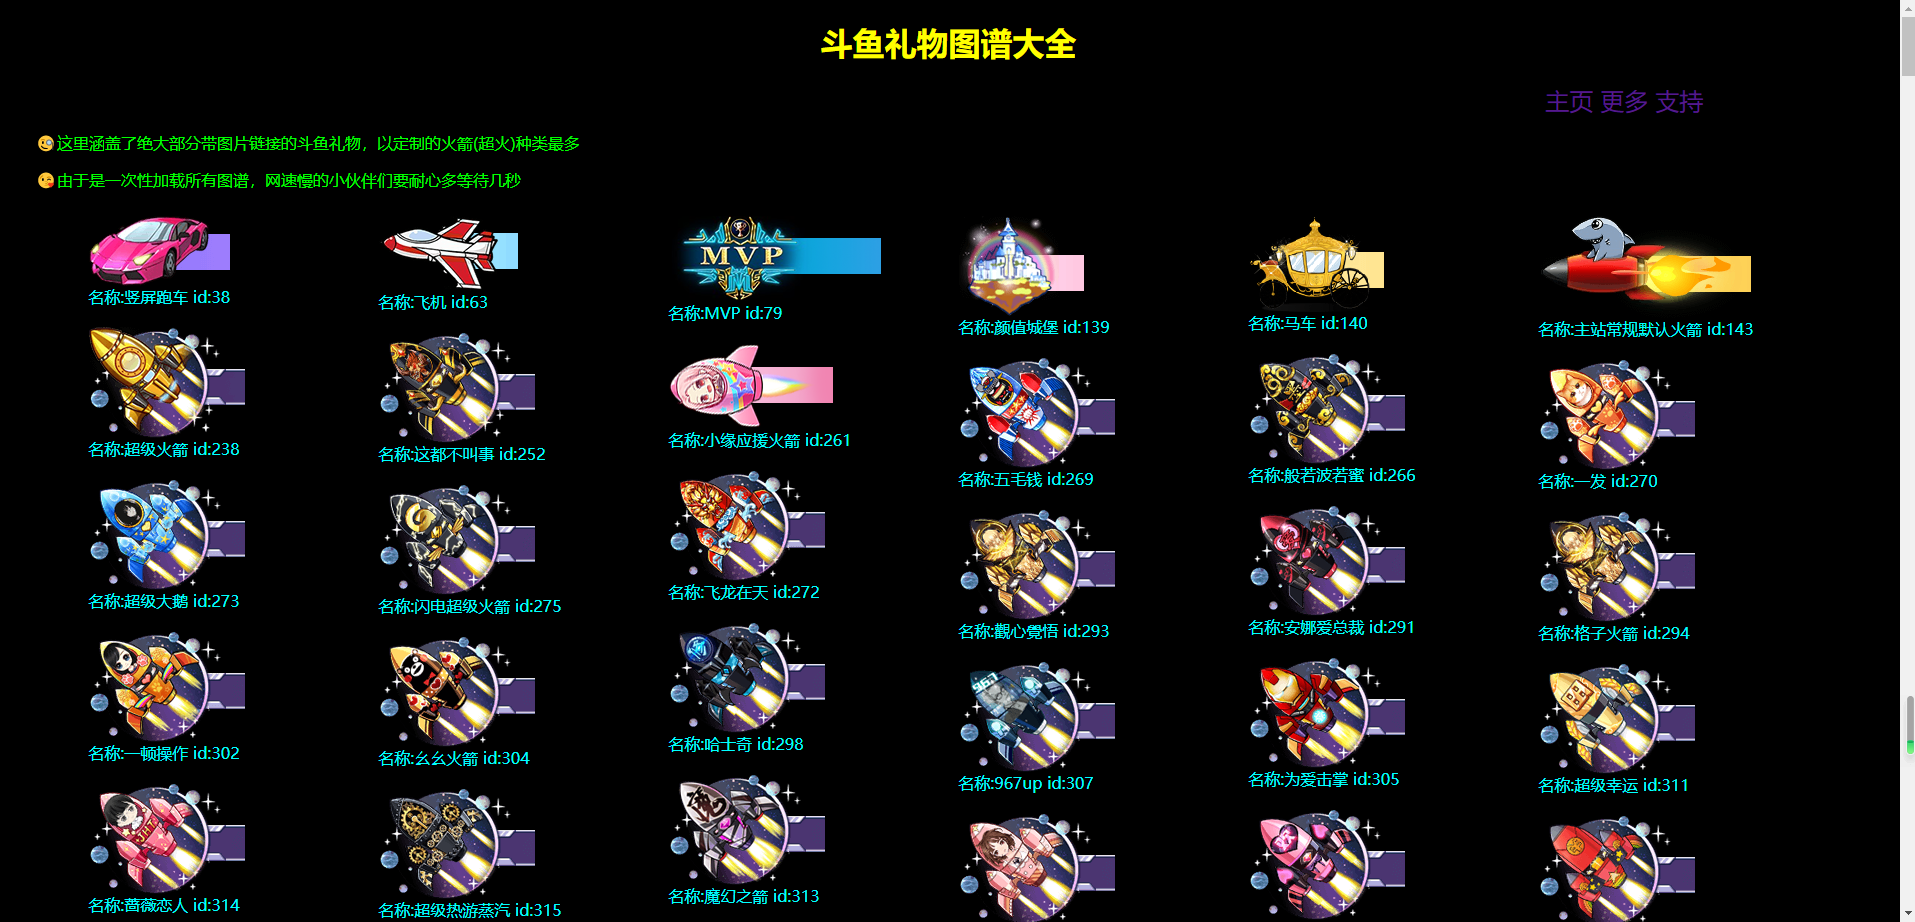 斗鱼礼物图谱大全
主页 更多 支持
这里涵盖了绝大部分带图片链接的斗鱼礼物，以定制的火箭(超火)种类最多
由于是一次性加载所有图谱，网速慢的小伙伴们要耐心多等待几秒
MVP
名称:竖屏跑车 id:38
名称:飞机 id:63
名称:MVP id:79
名称:颜值城堡 id:139
名称:马车 id:140
名称:主站常规默认火箭 id:143
名称:超级火箭 id:238
名称:这都不叫事 id:252
名称:小缘应援火箭 id:261
名称:五毛钱 id:269
名称:般若波若蜜 id:266
名称:一发 id:270
名称:超级大鹅 id:273
名称:闪电超级火箭 id:275
名称:飞龙在天 id:272
名称:觀心覺悟 id:293
名称:安娜爱总裁 id:291
名称:格子火箭 id:294
967
名称:一顿操作 id:302
名称:幺幺火箭 id:304
名称:哈士奇 id:298
名称:967up id:307
名称:为爱击掌 id:305
名称:超级幸运 id:311
JHT
魂
名称:蔷薇恋人 id:314
名称:超级热游蒸汽 id:315
名称:魔幻之箭 id:313